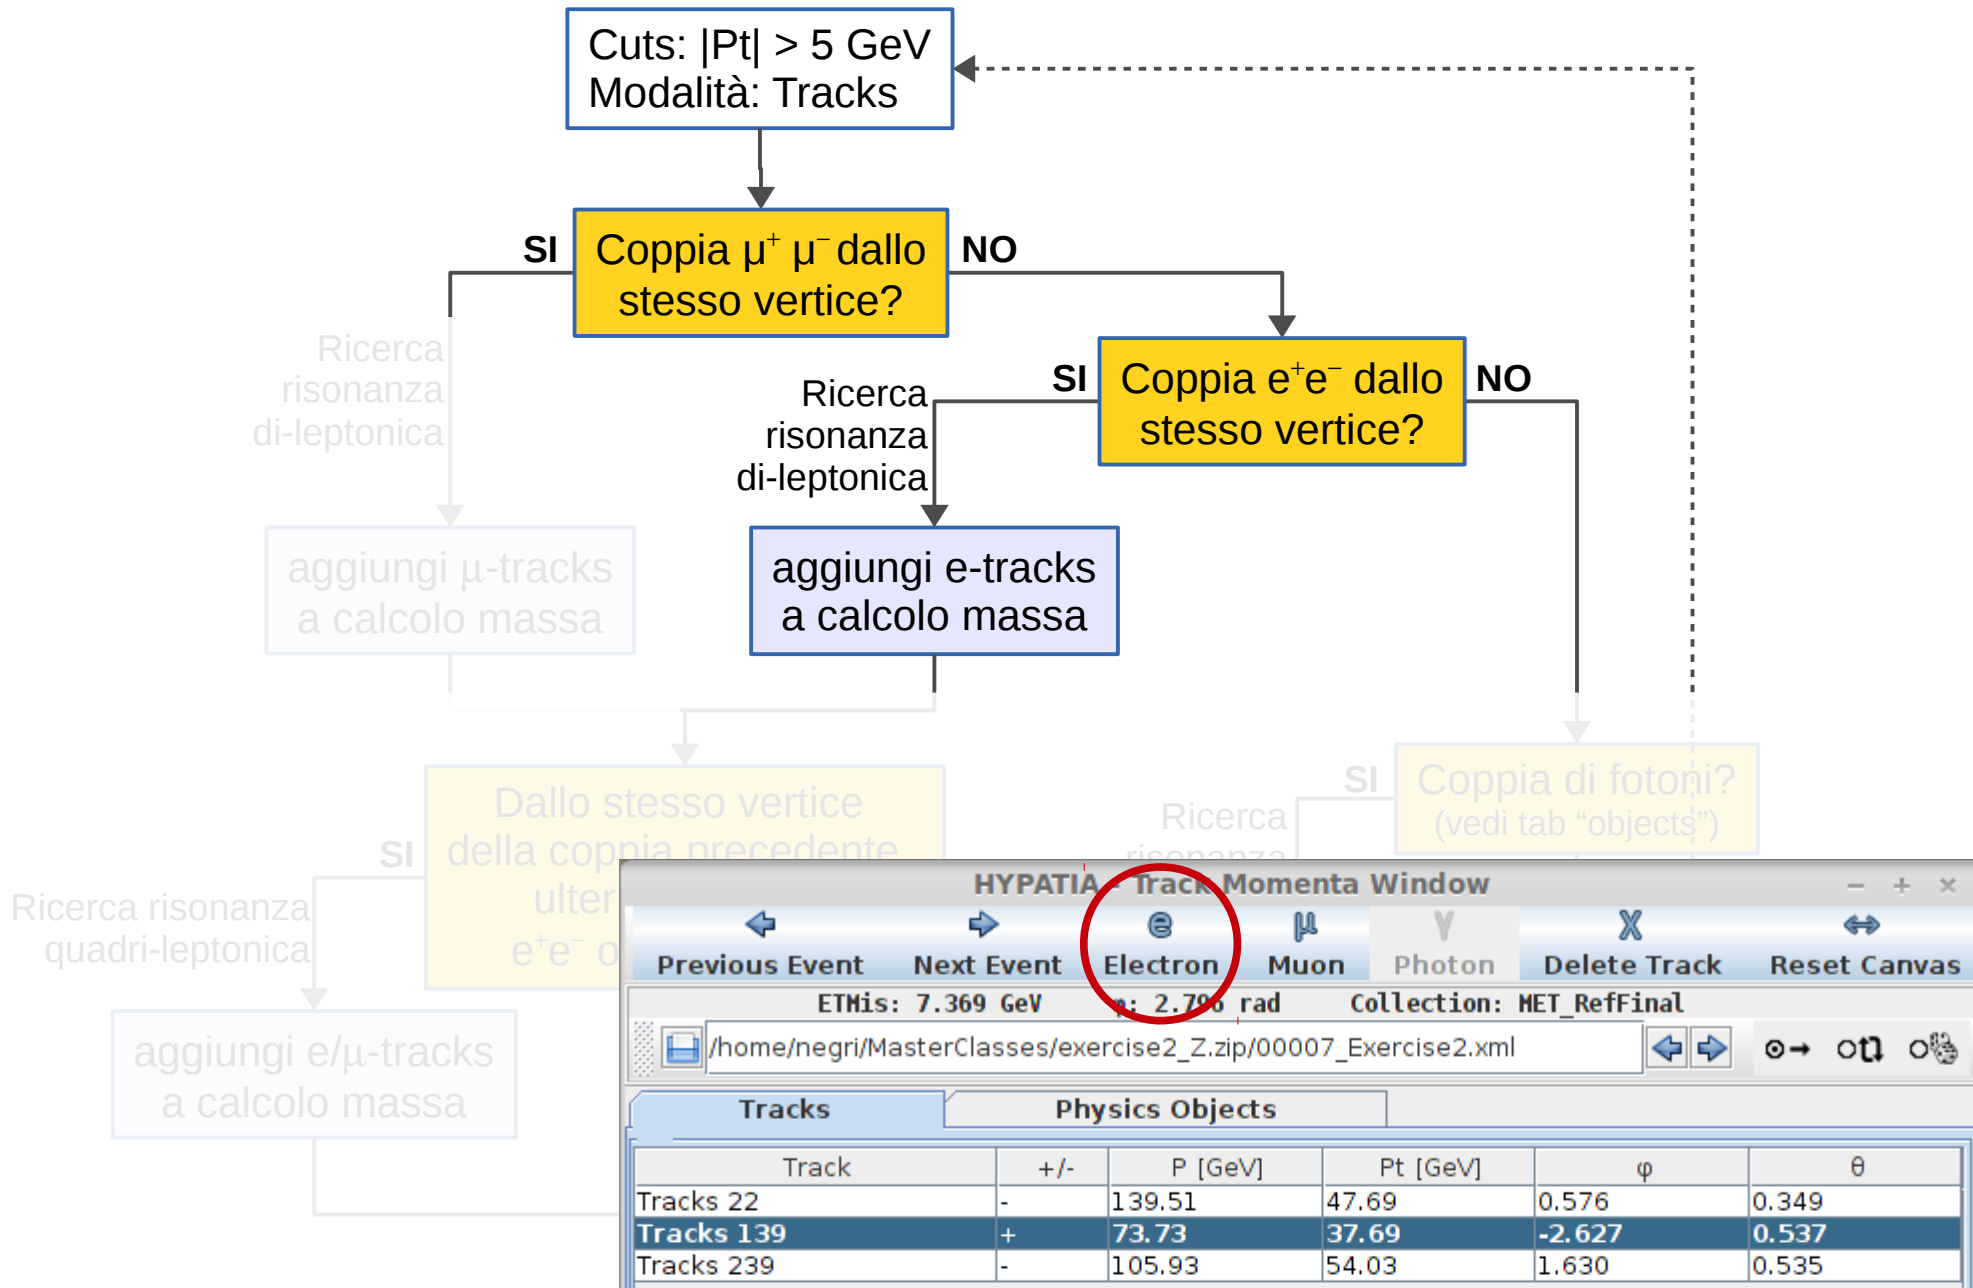 Cuts: |Pt| > 5 GeV
Modalità: Tracks
SI
Coppia μ⁺ μ⁻ dallo
stesso vertice?
NO
Ricerca
risonanza
di-leptonica
Ricerca
risonanza
di-leptonica
SI
Coppia e⁺e⁻ dallo
stesso vertice?
NO
aggiungi μ-tracks
a calcolo massa
aggiungi e-tracks
a calcolo massa
Dallo stesso vertice
della coppia precedente
ulter
e⁺e⁻ o
SI
Ricerca risonanza
quadri-leptonica
aggiungi e/μ-tracks
a calcolo massa
SI
Coppia di fotoni?
(vedi tab "objects")
Ricerca
risonanza
HYPATIA - Track Momenta Window
e μ γ X
Previous Event Next Event Electron Muon Photon Delete Track Reset Canvas
ETMis: 7.369 GeV φ: 2.796 rad Collection: MET_RefFinal
/home/negri/MasterClasses/exercise2_Z.zip/00007_Exercise2.xml
Tracks Physics Objects
Track +/- P [GeV] Pt [GeV] φ θ
Tracks 22 - 139.51 47.69 0.576 0.349
Tracks 139 + 73.73 37.69 -2.627 0.537
Tracks 239 - 105.93 54.03 1.630 0.535